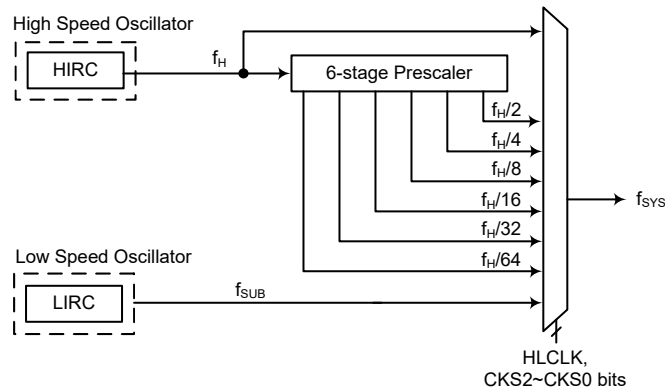 High Speed Oscillator
HIRC
fH
6-stage Prescaler
fH/2
fH/4
fH/8
fH/16
fH/32
fH/64
fSYS
Low Speed Oscillator
LIRC
fSUB
HLCLK,
CKS2~CKS0 bits